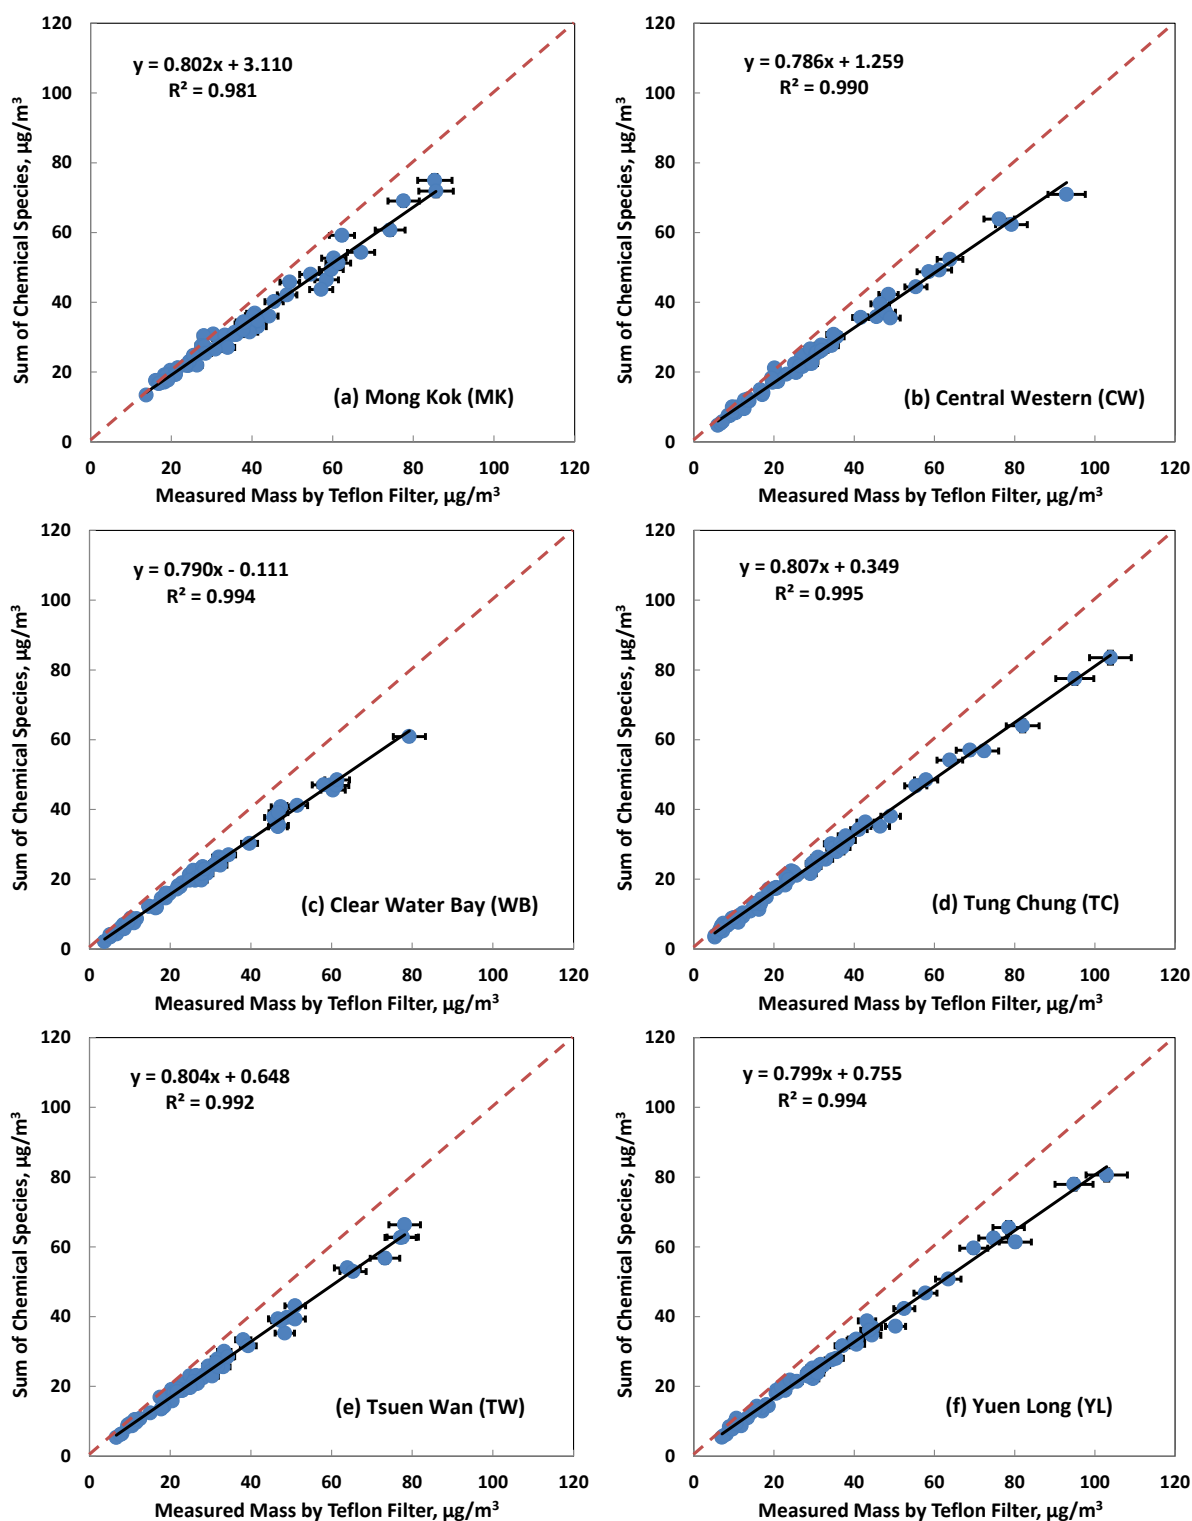 y = 0.802x + 3.110
R² = 0.981
(a) Mong Kok (MK)
Sum of Chemical Species, µg/m³
0
20
40
60
80
100
120
0 20 40 60 80 100 120
Measured Mass by Teflon Filter, µg/m³
y = 0.786x + 1.259
R² = 0.990
(b) Central Western (CW)
Sum of Chemical Species, µg/m³
0
20
40
60
80
100
120
0 20 40 60 80 100 120
Measured Mass by Teflon Filter, µg/m³
y = 0.790x - 0.111
R² = 0.994
(c) Clear Water Bay (WB)
Sum of Chemical Species, µg/m³
0
20
40
60
80
100
120
0 20 40 60 80 100 120
Measured Mass by Teflon Filter, µg/m³
y = 0.807x + 0.349
R² = 0.995
(d) Tung Chung (TC)
Sum of Chemical Species, µg/m³
0
20
40
60
80
100
120
0 20 40 60 80 100 120
Measured Mass by Teflon Filter, µg/m³
y = 0.804x + 0.648
R² = 0.992
(e) Tsuen Wan (TW)
Sum of Chemical Species, µg/m³
0
20
40
60
80
100
120
0 20 40 60 80 100 120
Measured Mass by Teflon Filter, µg/m³
y = 0.799x + 0.755
R² = 0.994
(f) Yuen Long (YL)
Sum of Chemical Species, µg/m³
0
20
40
60
80
100
120
0 20 40 60 80 100 120
Measured Mass by Teflon Filter, µg/m³